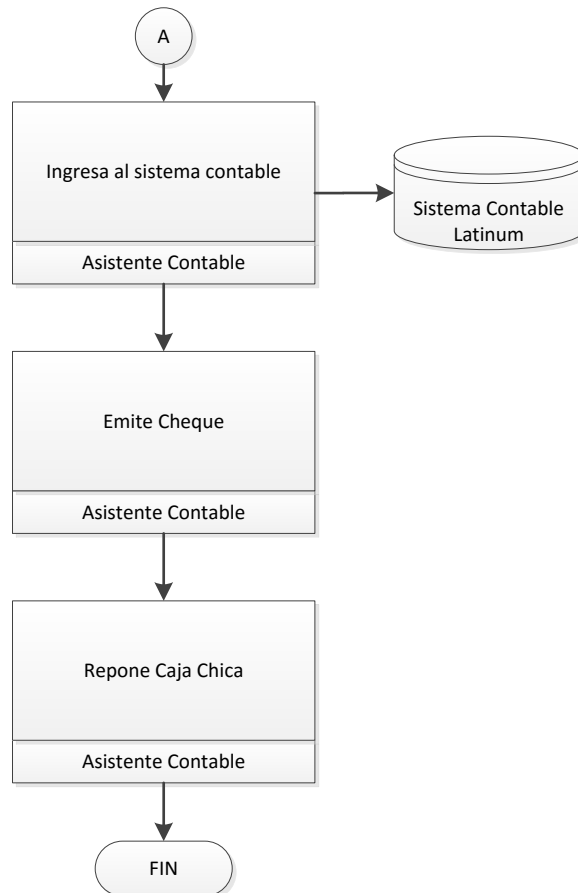 A
Ingresa al sistema contable
Asistente Contable
Sistema Contable
Latinum
Emite Cheque
Asistente Contable
Repone Caja Chica
Asistente Contable
FIN